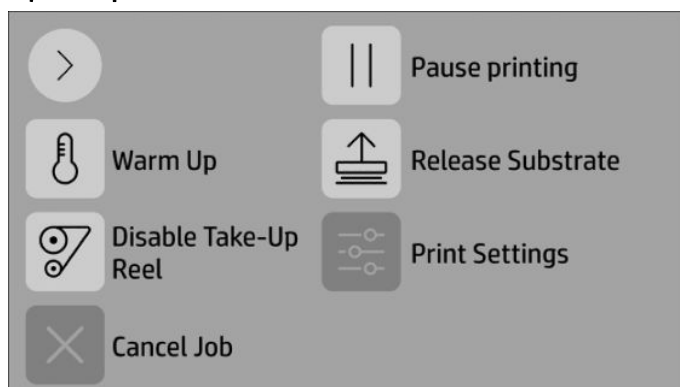 Pause printing
Warm Up
Release Substrate
Disable Take-Up
Reel
Print Settings
Cancel Job